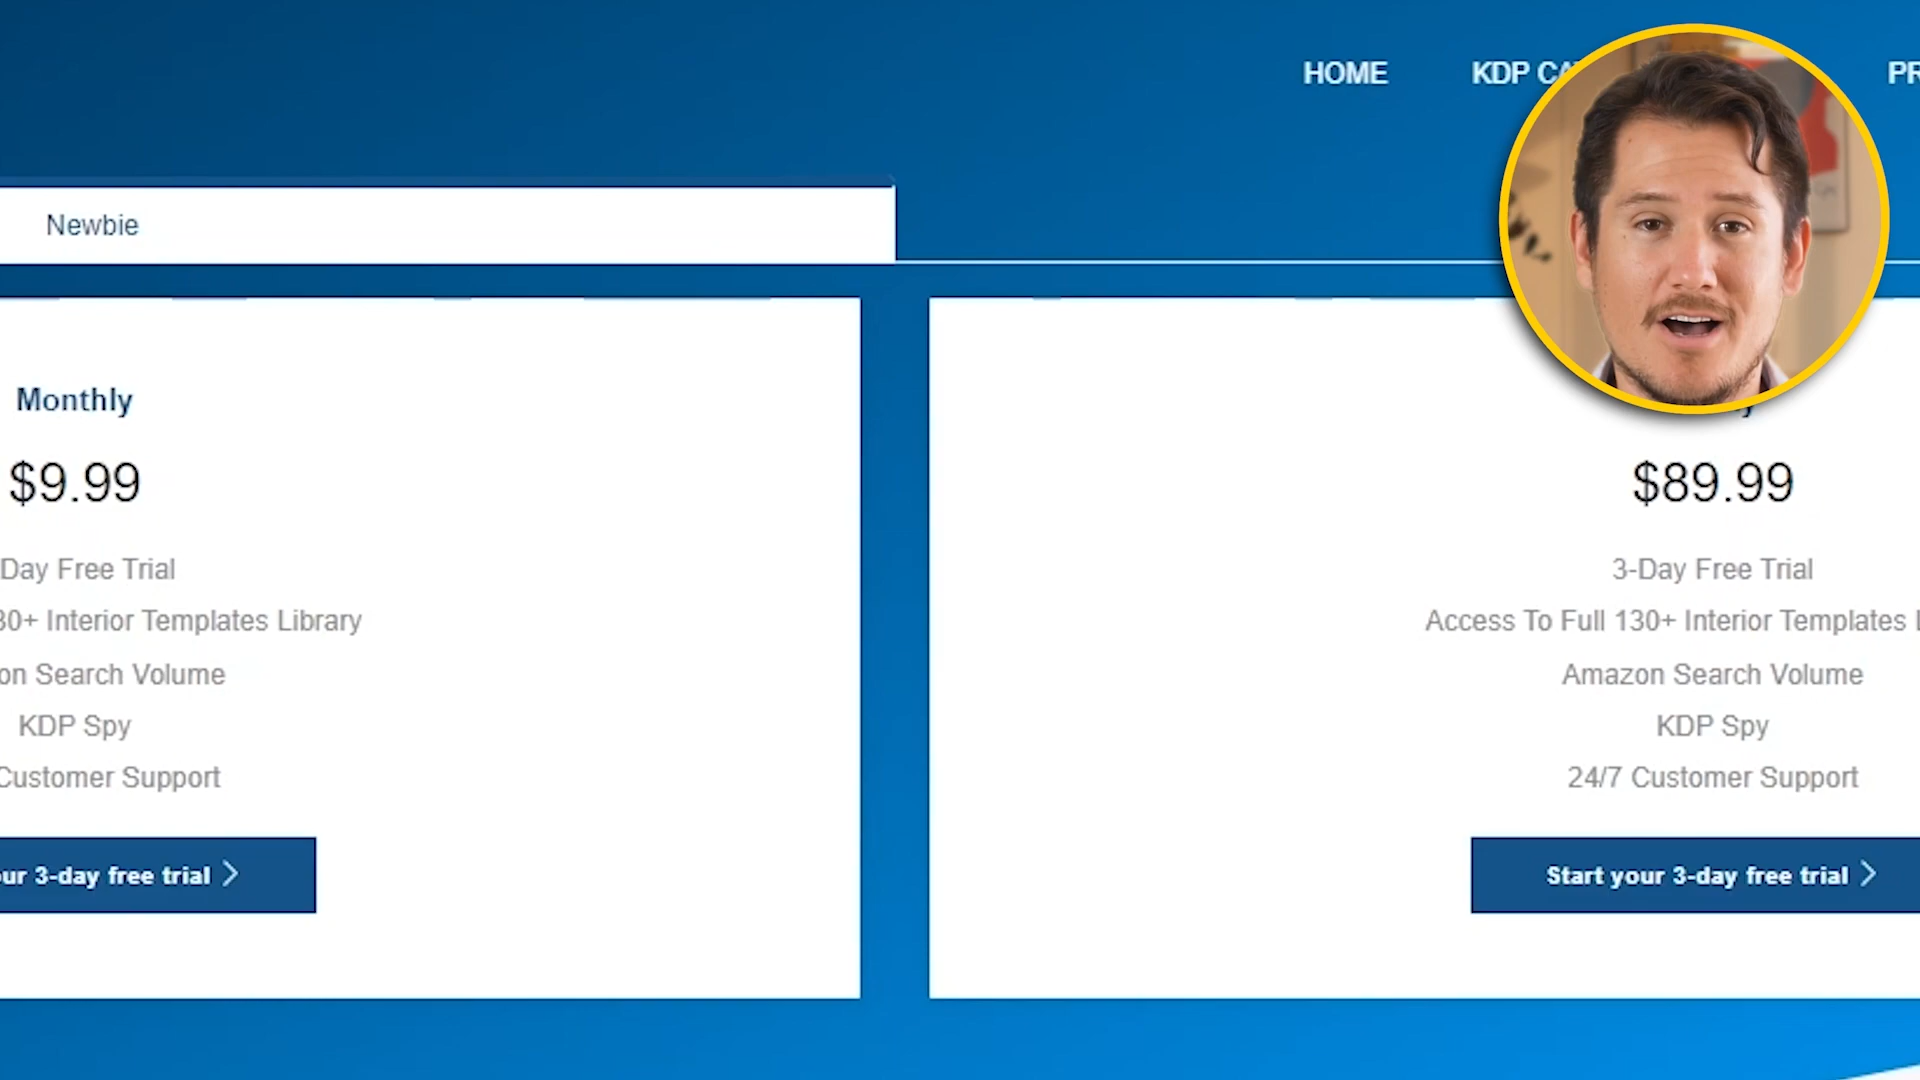 HOME KDP PR
Newbie
Monthly
$9.99
Day Free Trial
30+ Interior Templates Library
on Search Volume
KDP Spy
Customer Support
ur 3-day free trial
$89.99
3-Day Free Trial
Access To Full 130+ Interior Templates
Amazon Search Volume
KDP Spy
24/7 Customer Support
Start your 3-day free trial